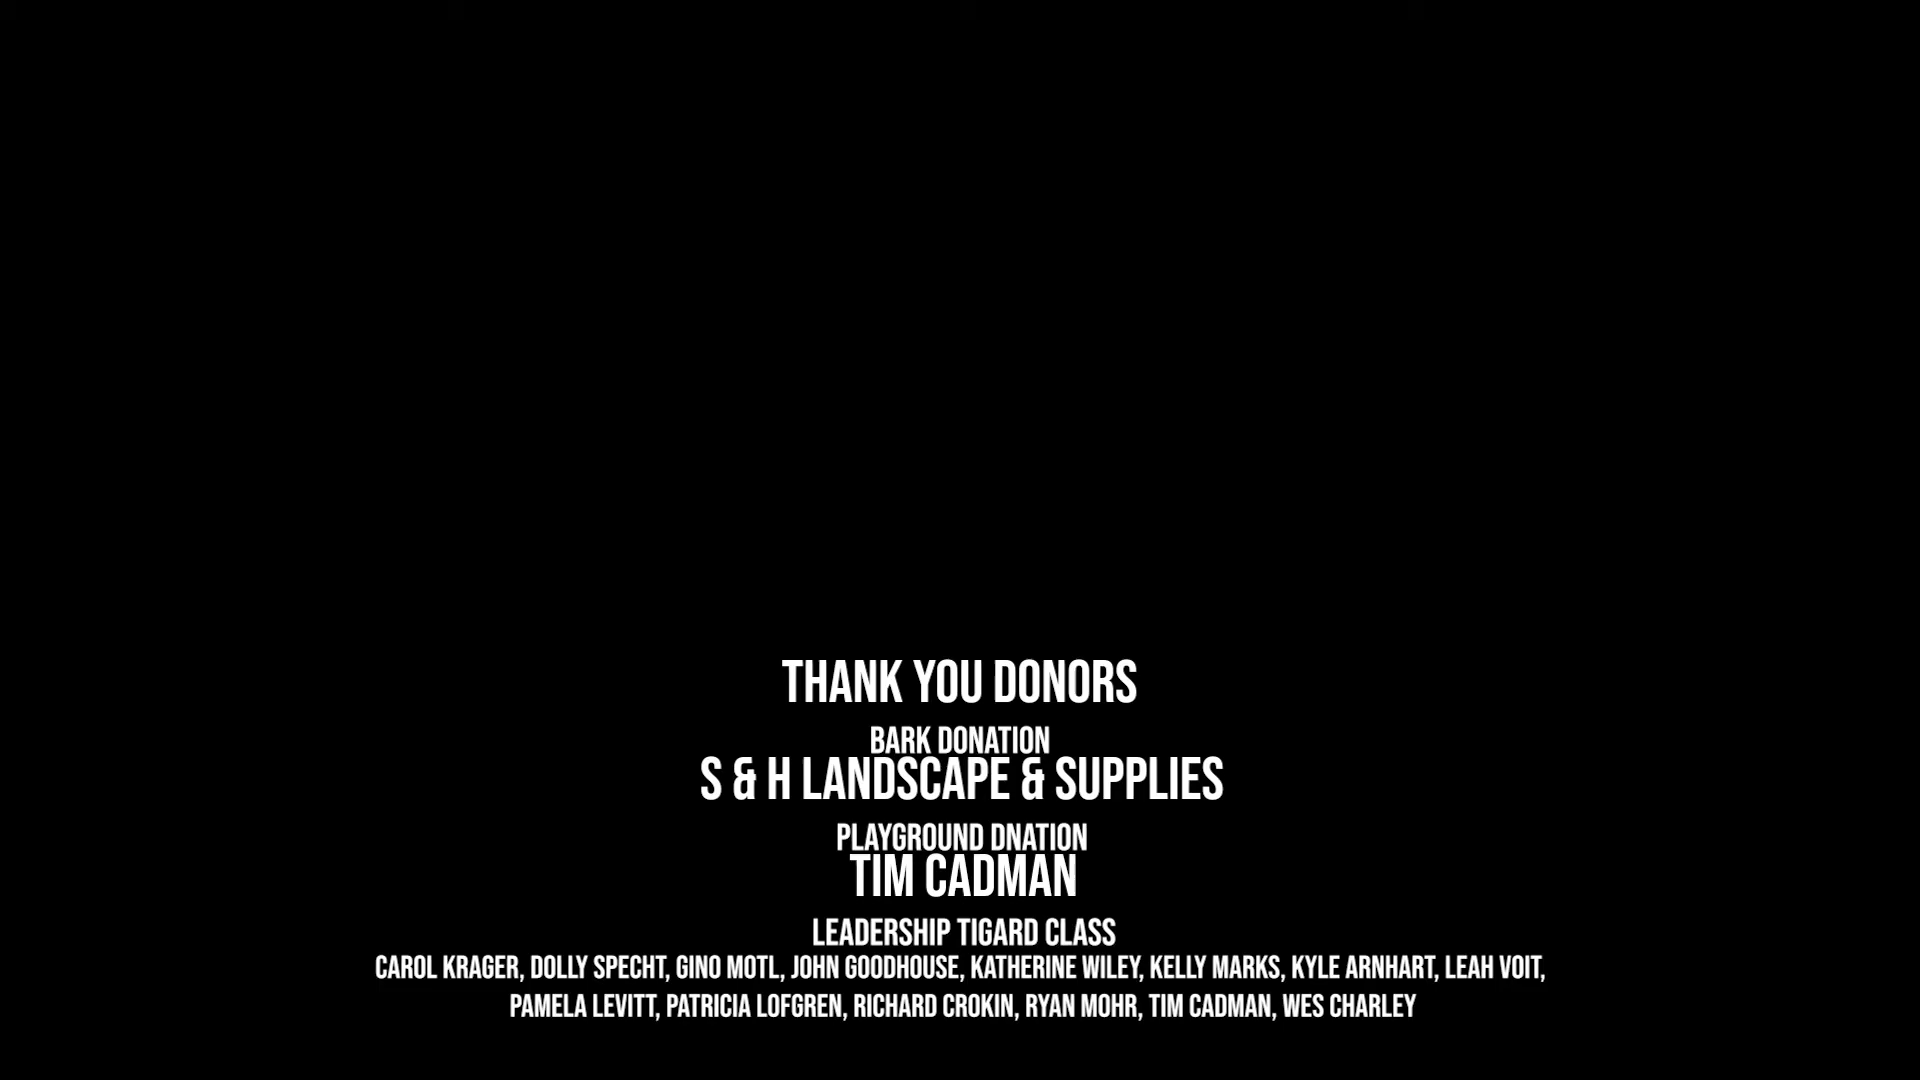 THANK YOU DONORS
BARK DONATION
S & H LANDSCAPE & SUPPLIES
PLAYGROUND DNATION
TIM CADMAN
LEADERSHIP TIGARD CLASS
CAROL KRAGER, DOLLY SPECHT, GINO MOTL, JOHN GOODHOUSE, KATHERINE WILEY, KELLY MARKS, KYLE ARNHART, LEAH VOIT,
PAMELA LEVITT, PATRICIA LOFGREN, RICHARD CROKIN, RYAN MOHR, TIM CADMAN, WES CHARLEY